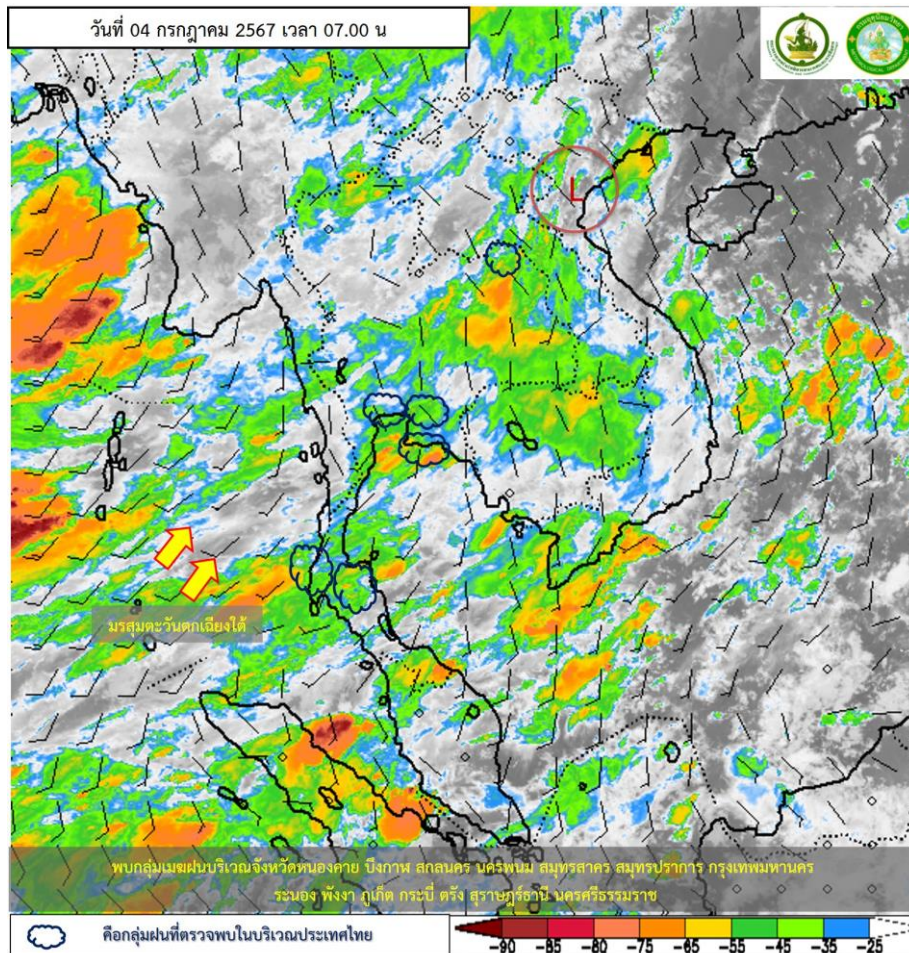 วันที่ 04 กรกฎาคม 2567 เวลา 07.00 น
L
มรสุมตะวันตกเฉียงใต้
พบกลุ่มเมฆฝนบริเวณจังหวัดหนองคาย บึงกาฬ สกลนคร นครพนม สมุทรสาคร สมุทรปราการ กรุงเทพมหานคร
ระนอง พังงา ภูเก็ต กระบี่ ตรัง สุราษฎร์ธานี นครศรีธรรมราช
คือกลุ่มฝนที่ตรวจพบในบริเวณประเทศไทย
-90 -85 -80 -75 -65 -55 -45 -35 -25